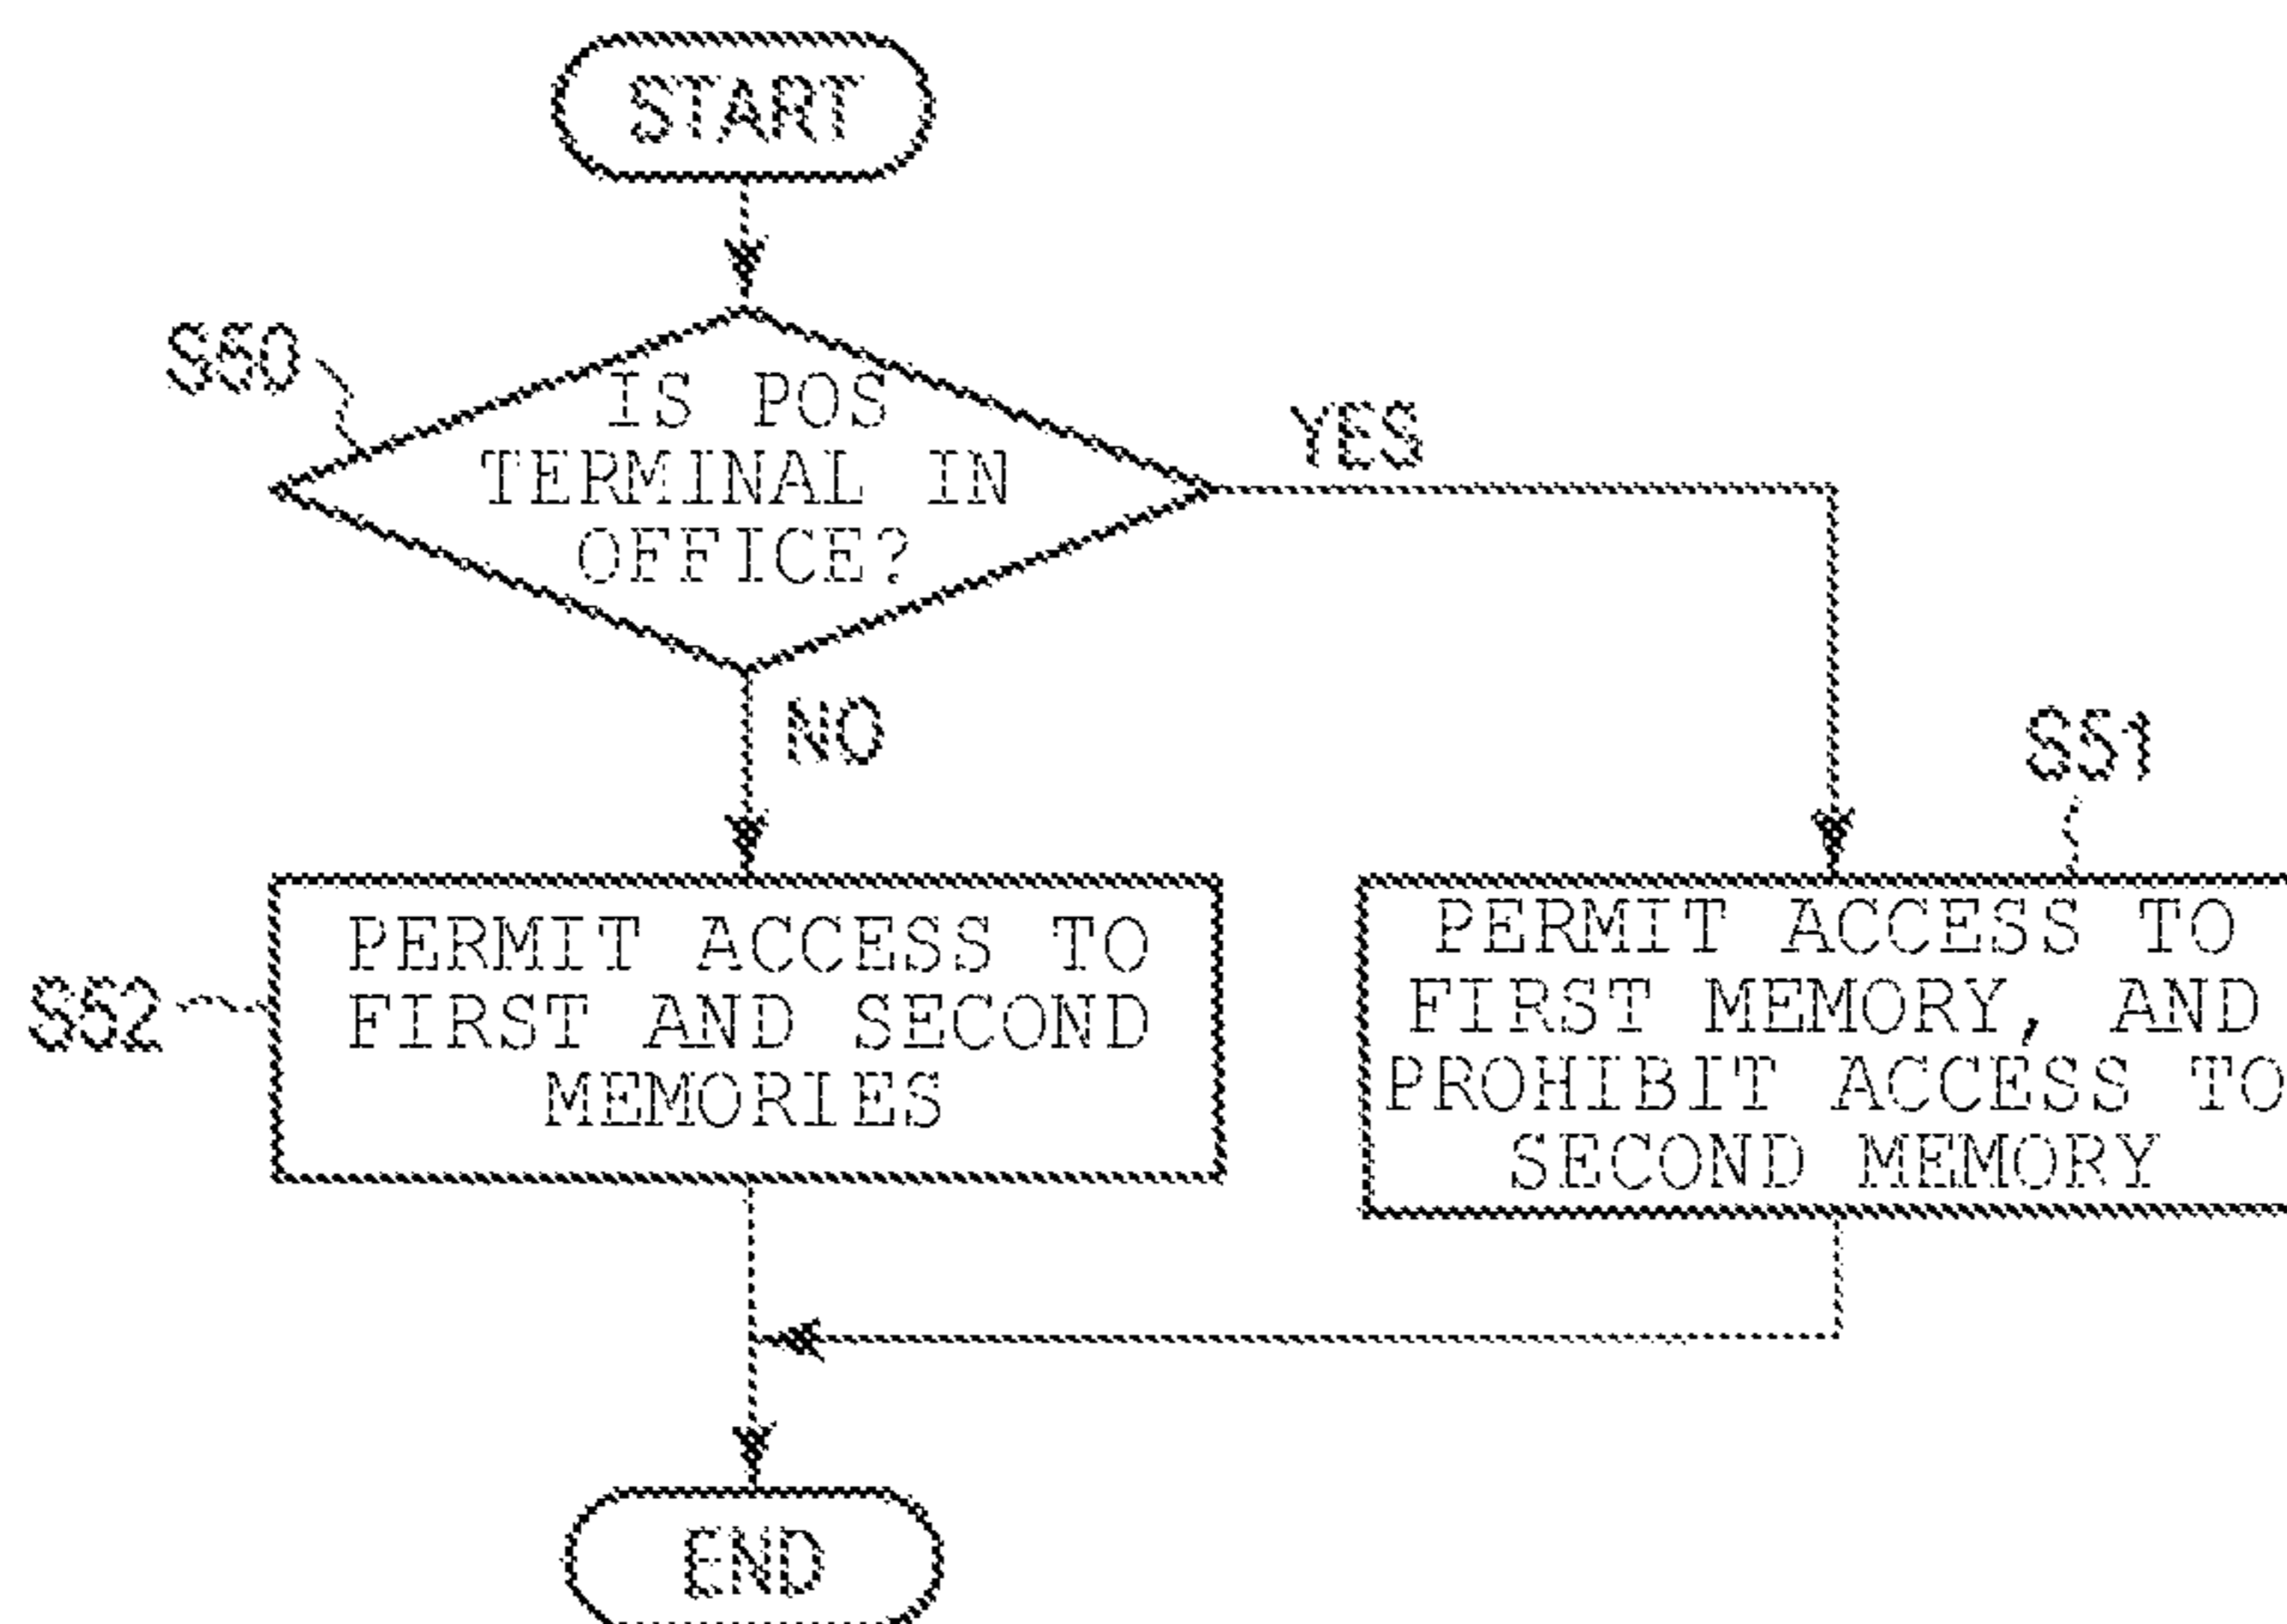 START
S50
IS POS
TERMINAL IN
OFFICE?
YES
NO
S51
S52
PERMIT ACCESS TO
FIRST AND SECOND
MEMORIES
PERMIT ACCESS TO
FIRST MEMORY, AND
PROHIBIT ACCESS TO
SECOND MEMORY
END